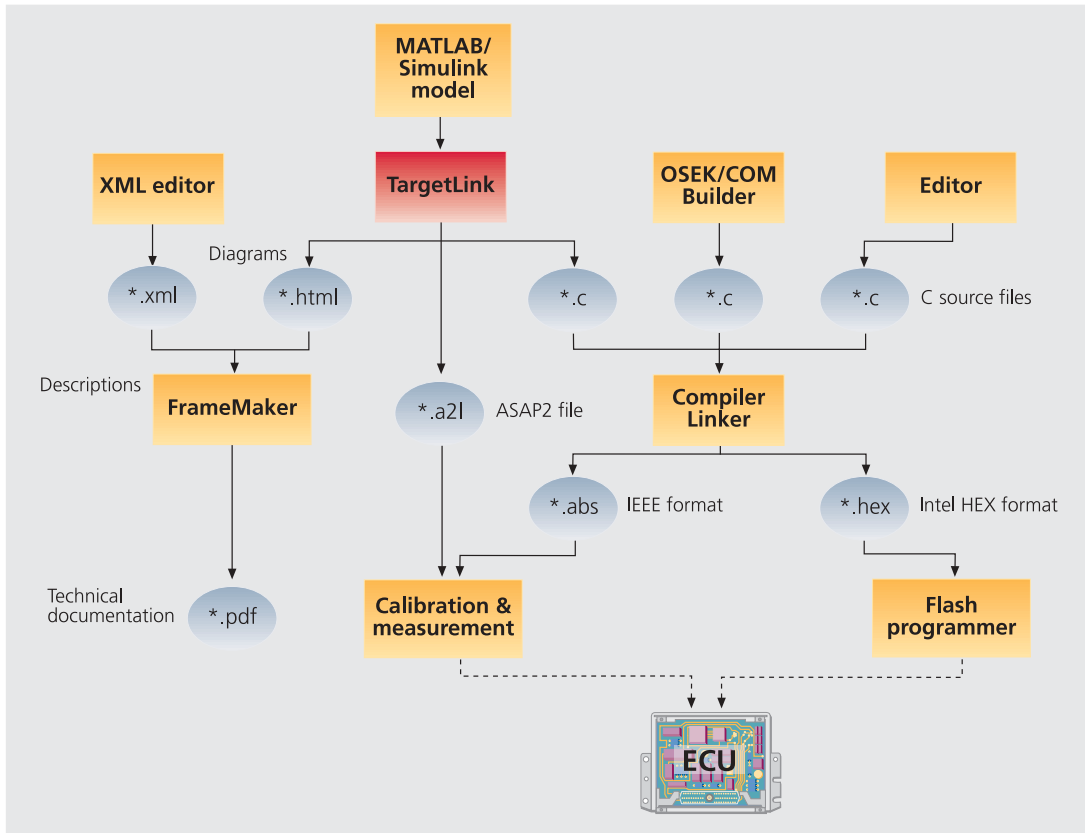 MATLAB/
Simulink
model
XML editor
TargetLink
OSEK/COM
Builder
Editor
Diagrams
*.xml
*.html
*.c
*.c
*.c
C source files
Descriptions
FrameMaker
*.a2l
ASAP2 file
Compiler
Linker
*.abs
IEEE format
*.hex
Intel HEX format
Technical
documentation
*.pdf
Calibration &
measurement
Flash
programmer
ECU